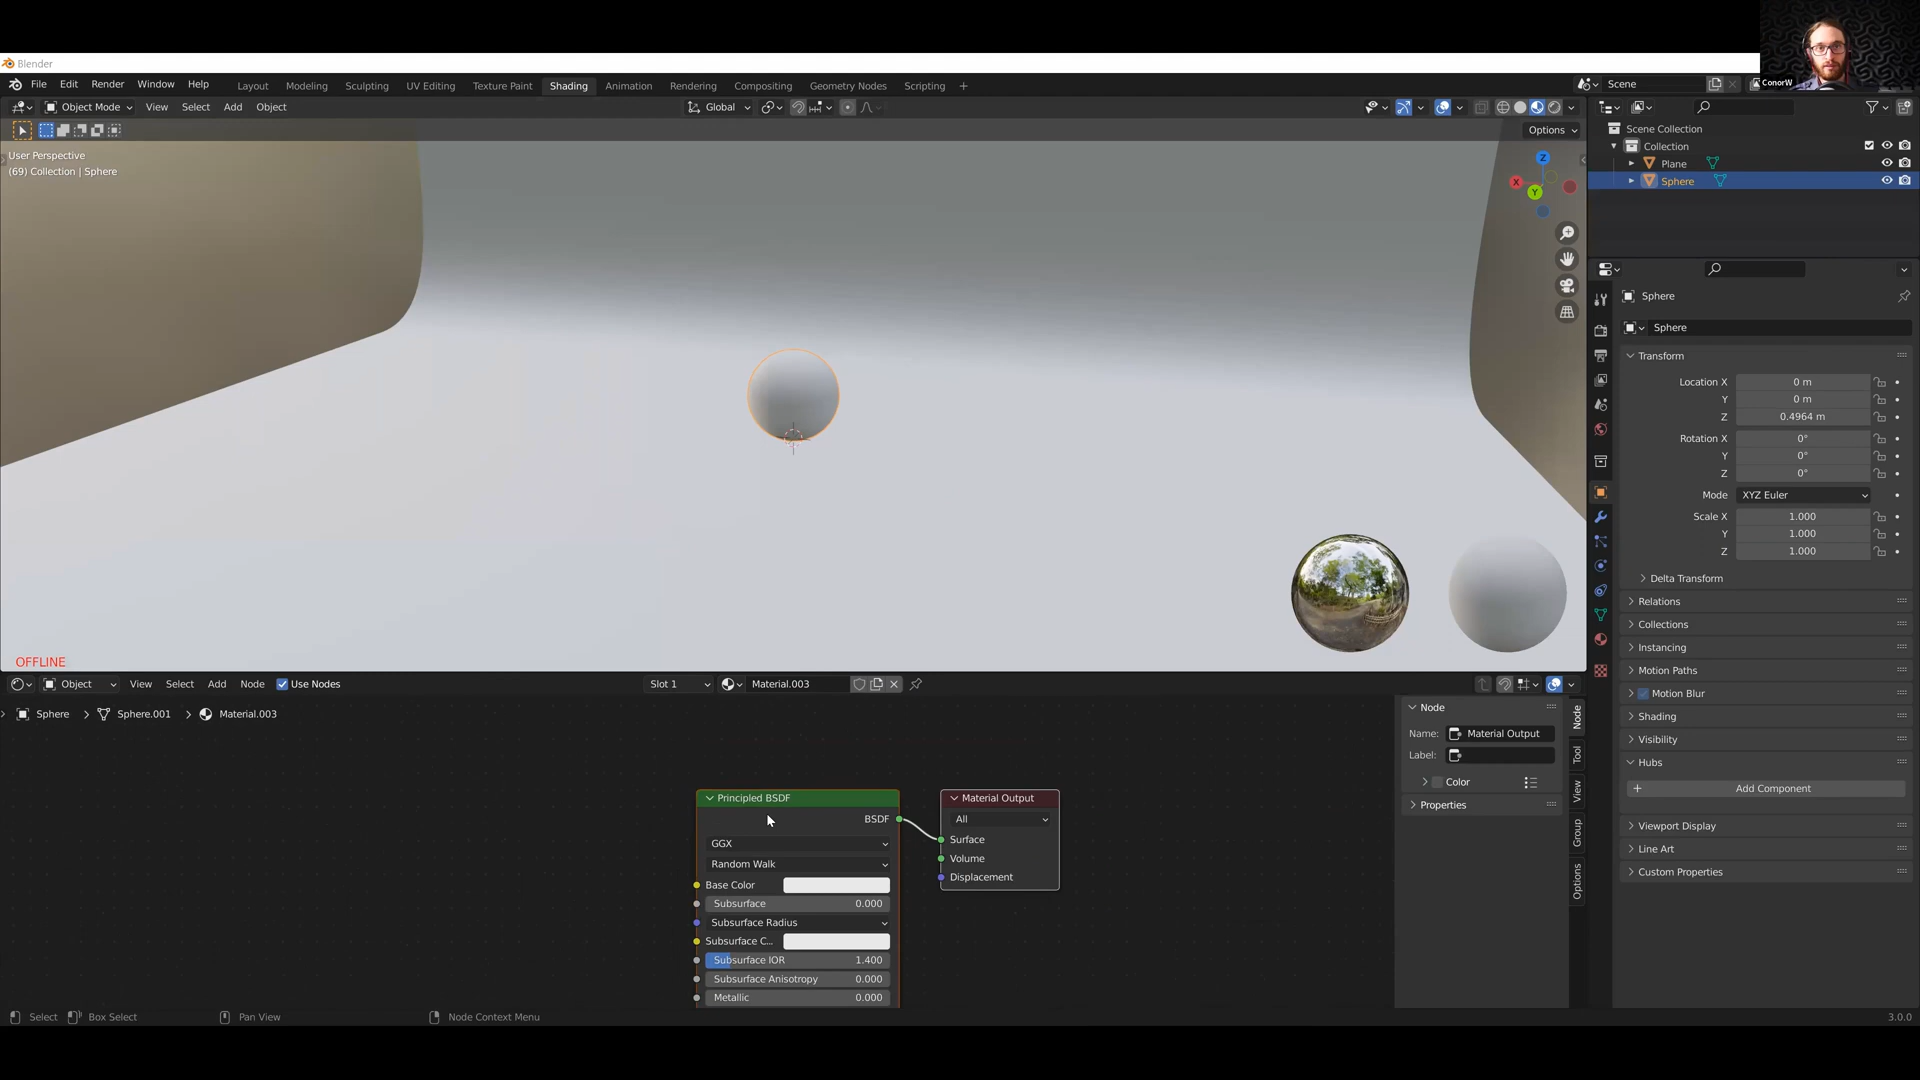 Blender
File Edit Render Window Help Layout Modeling Sculpting UV Editing Texture Paint Shading Animation Rendering Compositing Geometry Nodes Scripting + Scene
ConorW
Object Mode View Select Add Object Global
Options
User Perspective
(69) Collection | Sphere
Z
X
Y
OFFLINE
Scene Collection
Collection
Plane
Sphere
Sphere
Sphere
Transform
Location X 0 m
Y 0 m
Z 0.4964 m
Rotation X 0°
Y 0°
Z 0°
Mode XYZ Euler
Scale X 1.000
Y 1.000
Z 1.000
Delta Transform
Relations
Collections
Instancing
Motion Paths
Motion Blur
Shading
Visibility
Hubs
+ Add Component
Viewport Display
Line Art
Custom Properties
Object View Select Add Node Use Nodes Slot 1 Material.003
Sphere > Sphere.001 > Material.003
Principled BSDF
BSDF
GGX
Random Walk
Base Color
Subsurface 0.000
Subsurface Radius
Subsurface C...
Subsurface IOR 1.400
Subsurface Anisotropy 0.000
Metallic 0.000
Material Output
All
Surface
Volume
Displacement
Node
Name: Material Output
Label:
Color
Properties
Node
Tool
View
Group
Options
Select Box Select Pan View Node Context Menu 3.0.0